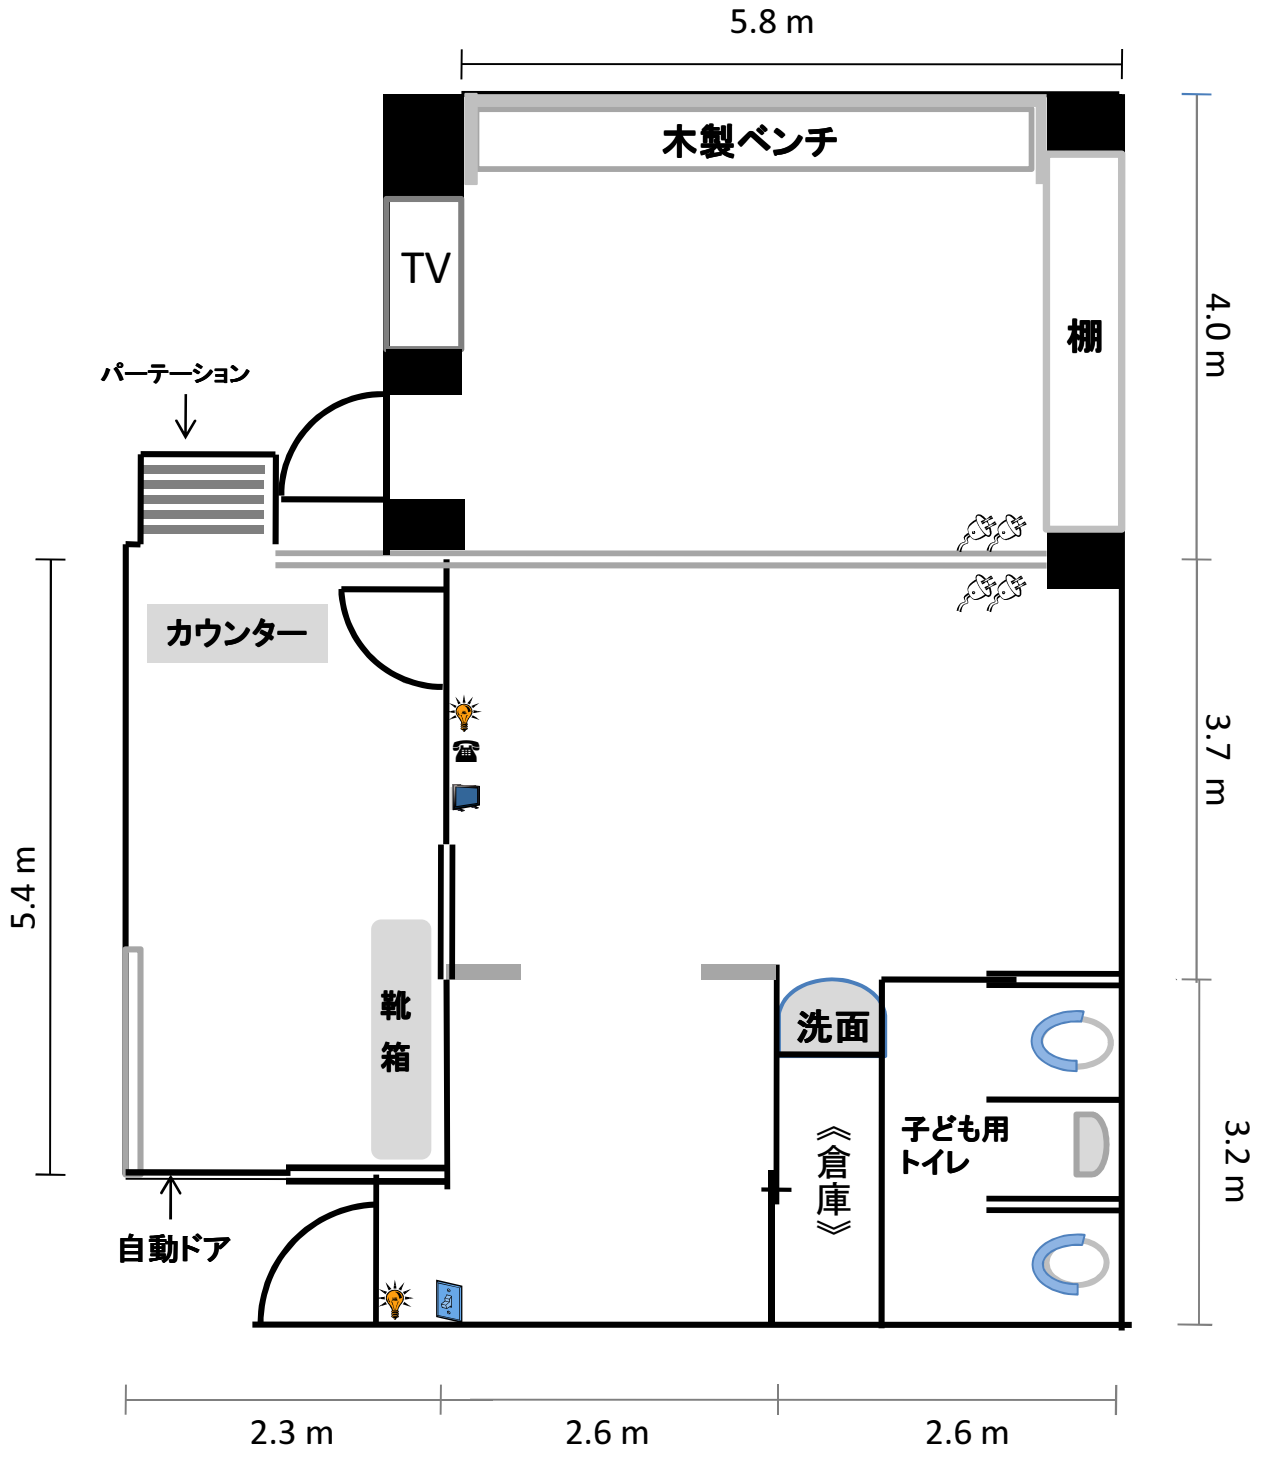 5.8 m
木製ベンチ
TV
棚
4.0 m
パーテーション
カウンター
3.7 m
5.4 m
靴
箱
洗面
子ども用
トイレ
《倉庫》
3.2 m
自動ドア
2.3 m
2.6 m
2.6 m